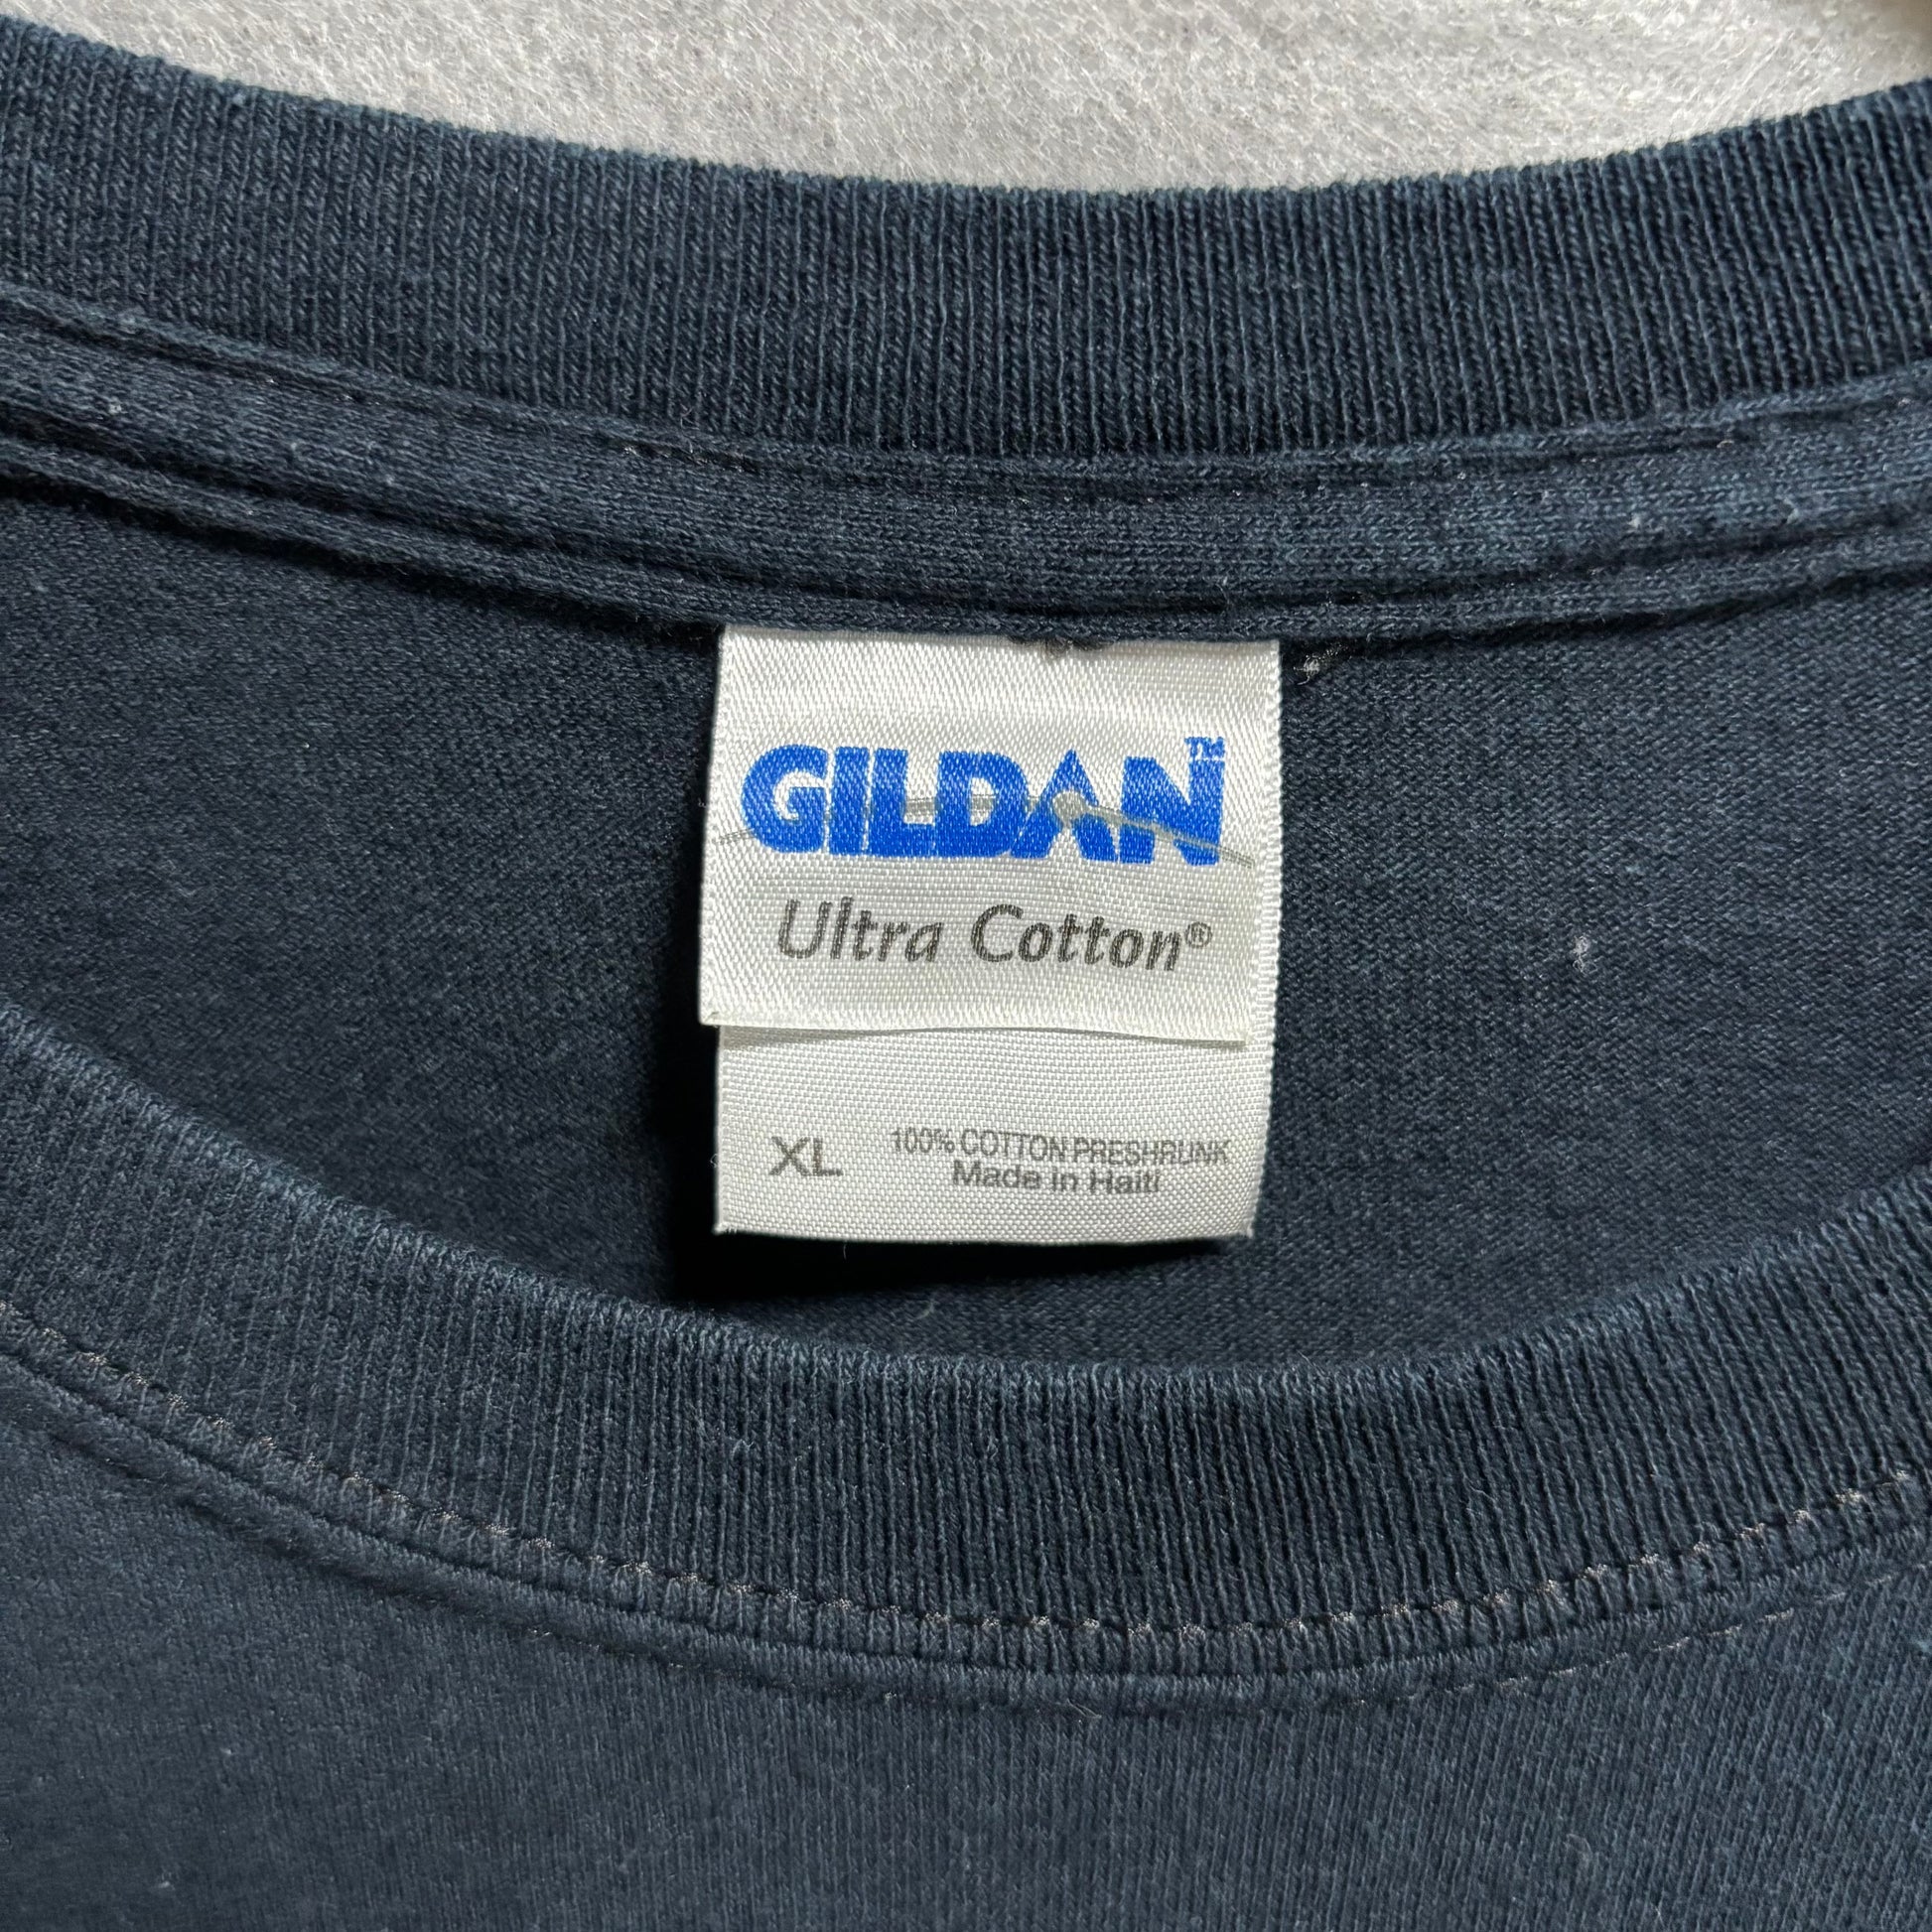 GILDAN™
Ultra Cotton®
XL 100% COTTON PRESHRUNK
Made in Haiti